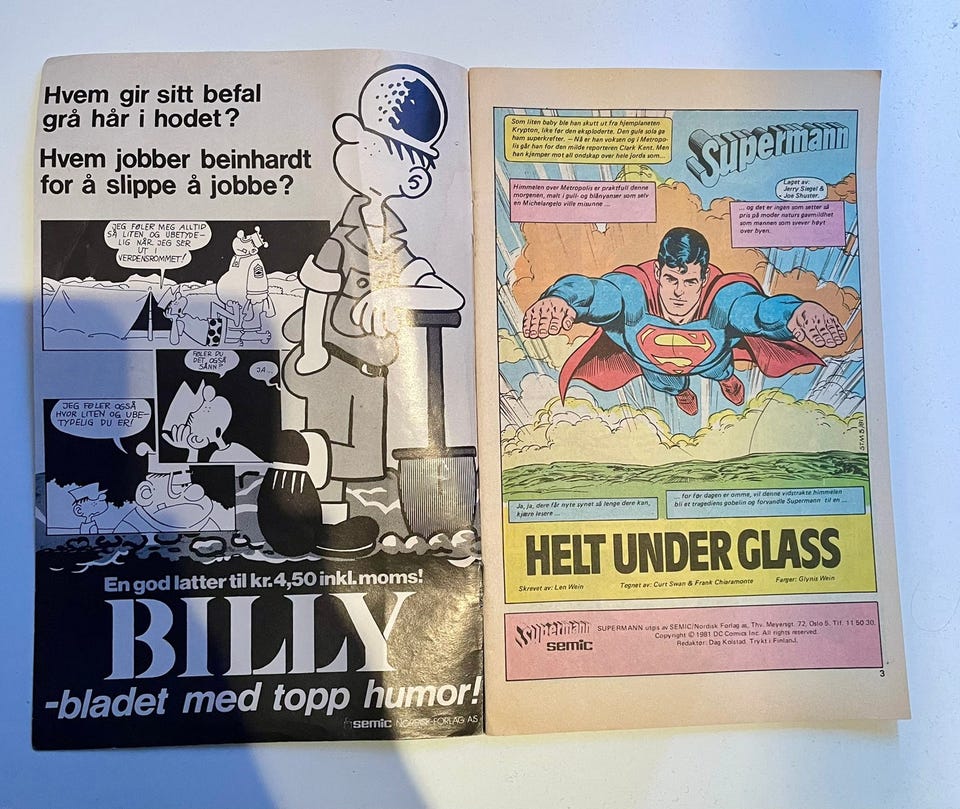 Hvem gir sitt befal
grå hår i hodet?
Hvem jobber beinhardt
for å slippe å jobbe?
JEG FØLER MEG ALLTID
SÅ LITEN OG UBETYDE-
LIG NÅR JEG SER
UT I
VERDENSROMMET!
FØLER DU
DET OGSÅ
SÅNN?
JA...
JEG FØLER OGSÅ
HVOR LITEN OG UBE-
TYDELIG DU ER!
En god latter til kr. 4,50 inkl.moms!
BILLY
-bladet med topp humor!
semic NORDISK FORLAG AS
Som liten baby ble han skutt ut fra hjemplaneten
Krypton, like før den eksploderte. Den gule sola ga
ham superkrefter. – Nå er han voksen og i Metropo-
lis går han for den milde reporteren Clark Kent. Men
han kjemper mot all ondskap over hele jorda som...
Supermann
Laget av:
Jerry Siegel &
Joe Shuster.
Himmelen over Metropolis er praktfull denne
morgenen, malt i gull- og blånyanser som selv
en Michelangelo ville misunne ...
... og det er ingen som setter så
pris på moder naturs gavmildhet
som mannen som svever høyt
over byen.
STM 5/81
Ja, ja, dere får nyte synet så lenge dere kan,
kjære lesere ...
... for før dagen er omme, vil denne vidstrakte himmelen
bli et tragediens gobelin og forvandle Supermann til en ...
HELT UNDER GLASS
Skrevet av: Len Wein
Tegnet av: Curt Swan & Frank Chiaramonte
Farger: Glynis Wein
Supermann
semic
SUPERMANN utgis av SEMIC/Nordisk Forlag as, Thv. Meyersgt. 72, Oslo 5. Tlf. 11 50 30.
Copyright © 1981 DC Comics Inc. All rights reserved.
Redaktør: Dag Kolstad. Trykt i Finland.
3